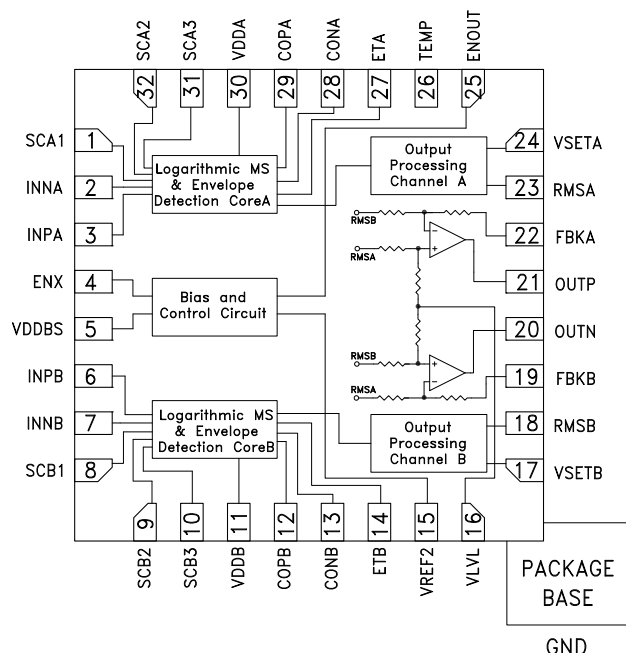 SCA2
SCA3
VDDA
COPA
CONA
ETA
TEMP
ENOUT
32
31
30
29
28
27
26
25
SCA1
1
INNA
2
INPA
3
ENX
4
VDDBS
5
INPB
6
INNB
7
SCB1
8
Logarithmic MS
& Envelope
Detection CoreA
Output
Processing
Channel A
Bias and
Control Circuit
RMSB
RMSA
−
+
RMSB
RMSA
+
−
Logarithmic MS
& Envelope
Detection CoreB
Output
Processing
Channel B
24
VSETA
23
RMSA
22
FBKA
21
OUTP
20
OUTN
19
FBKB
18
RMSB
17
VSETB
9
10
11
12
13
14
15
16
SCB2
SCB3
VDDB
COPB
CONB
ETB
VREF2
VLVL
PACKAGE
BASE
GND